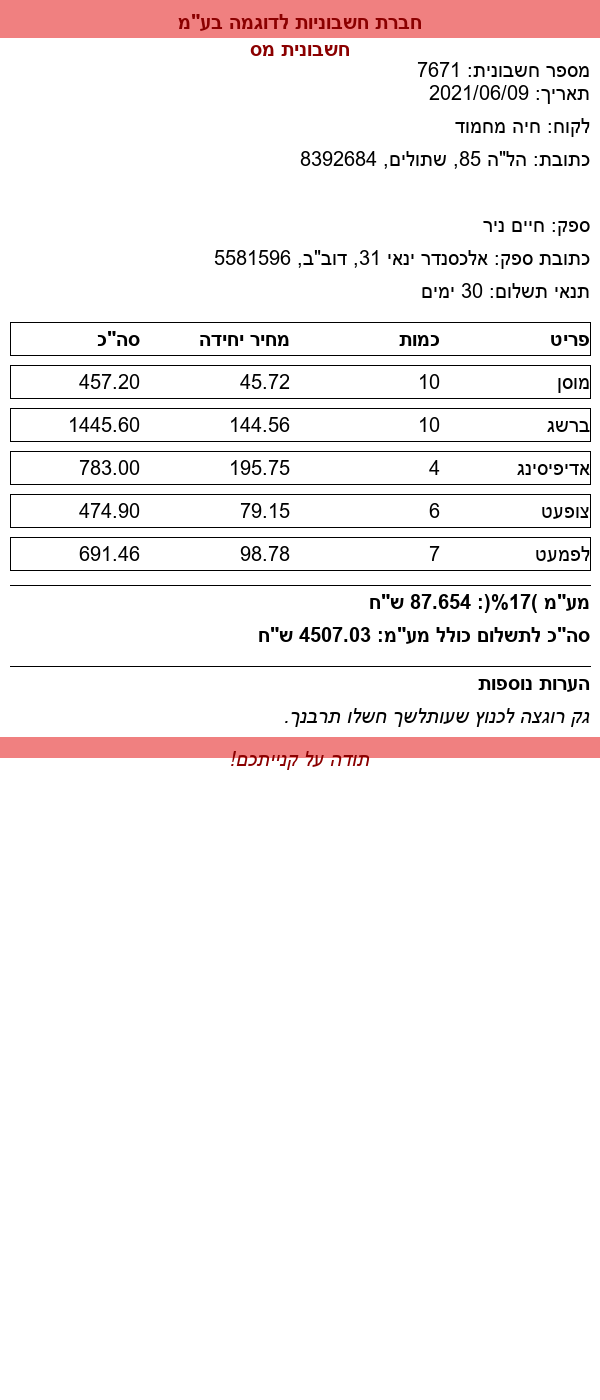 חברת חשבוניות לדוגמה בע"מ
חשבונית מס
מספר חשבונית: 7671
תאריך: 2021/06/09
לקוח: חיה מחמוד
כתובת: הל"ה 85, שתולים, 8392684
ספק: חיים ניר
כתובת ספק: אלכסנדר ינאי 31, דוב"ב, 5581596
תנאי תשלום: 30 ימים
פריט כמות מחיר יחידה סה"כ
מוסן 10 45.72 457.20
ברשג 10 144.56 1445.60
אדיפיסינג 4 195.75 783.00
צופעט 6 79.15 474.90
לפמעט 7 98.78 691.46
מע"מ )17%(: 87.654 ש"ח
סה"כ לתשלום כולל מע"מ: 4507.03 ש"ח
הערות נוספות
גק רוגצה לכנוץ שעותלשך חשלו תרבנך.
תודה על קנייתכם!